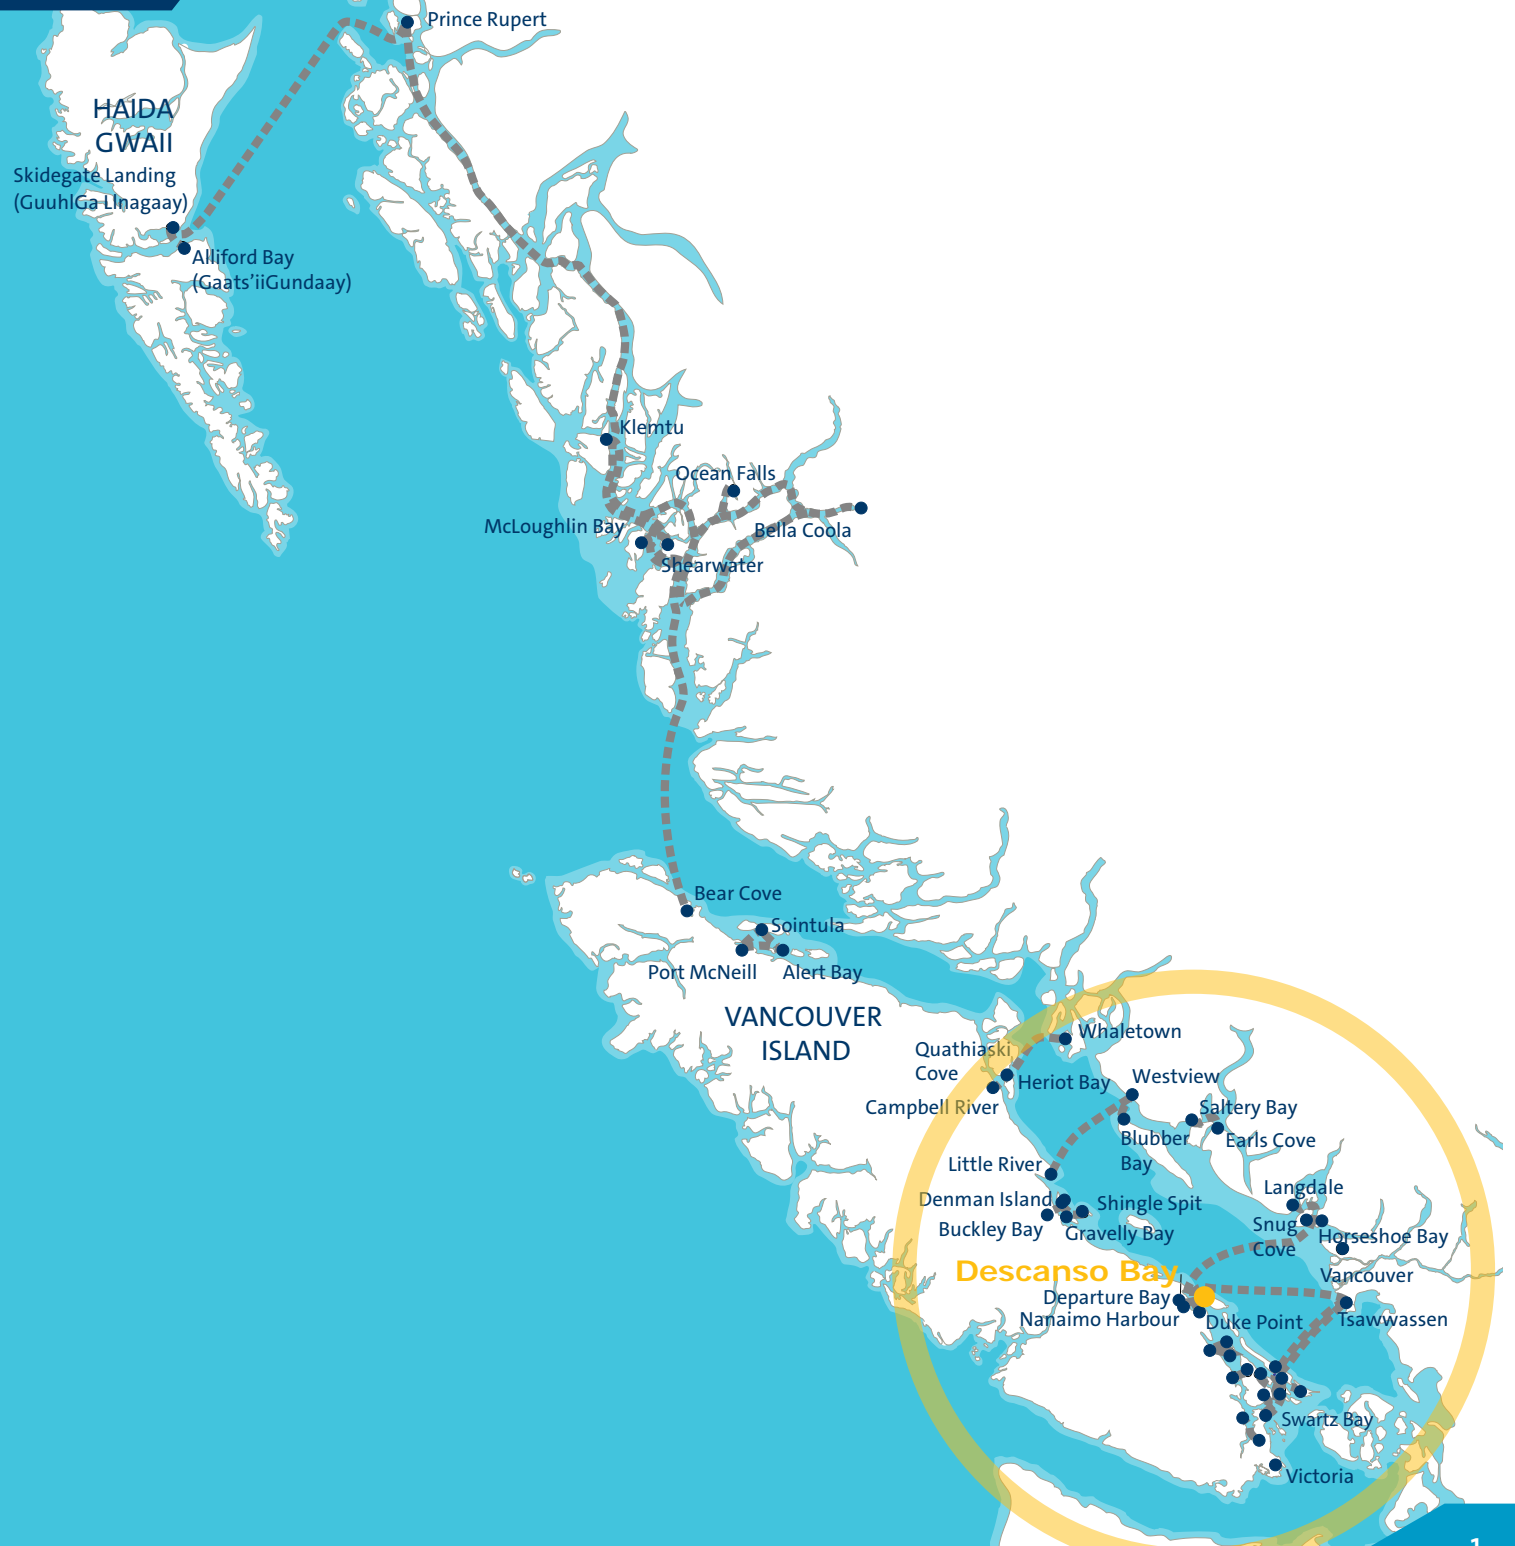 Prince Rupert
HAIDA
GWAII
Skidegate Landing
(GuuhlGa LInagaay)
Alliford Bay
(Gaats’iiGundaay)
Klemtu
Ocean Falls
McLoughlin Bay
Bella Coola
Shearwater
Bear Cove
Sointula
Port McNeill
Alert Bay
VANCOUVER
ISLAND
Whaletown
Quathiaski
Cove
Heriot Bay
Westview
Campbell River
Saltery Bay
Blubber
Bay
Earls Cove
Little River
Langdale
Denman Island
Shingle Spit
Buckley Bay
Gravelly Bay
Snug
Cove
Horseshoe Bay
Descanso Bay
Vancouver
Departure Bay
Nanaimo Harbour
Duke Point
Tsawwassen
Swartz Bay
Victoria
1